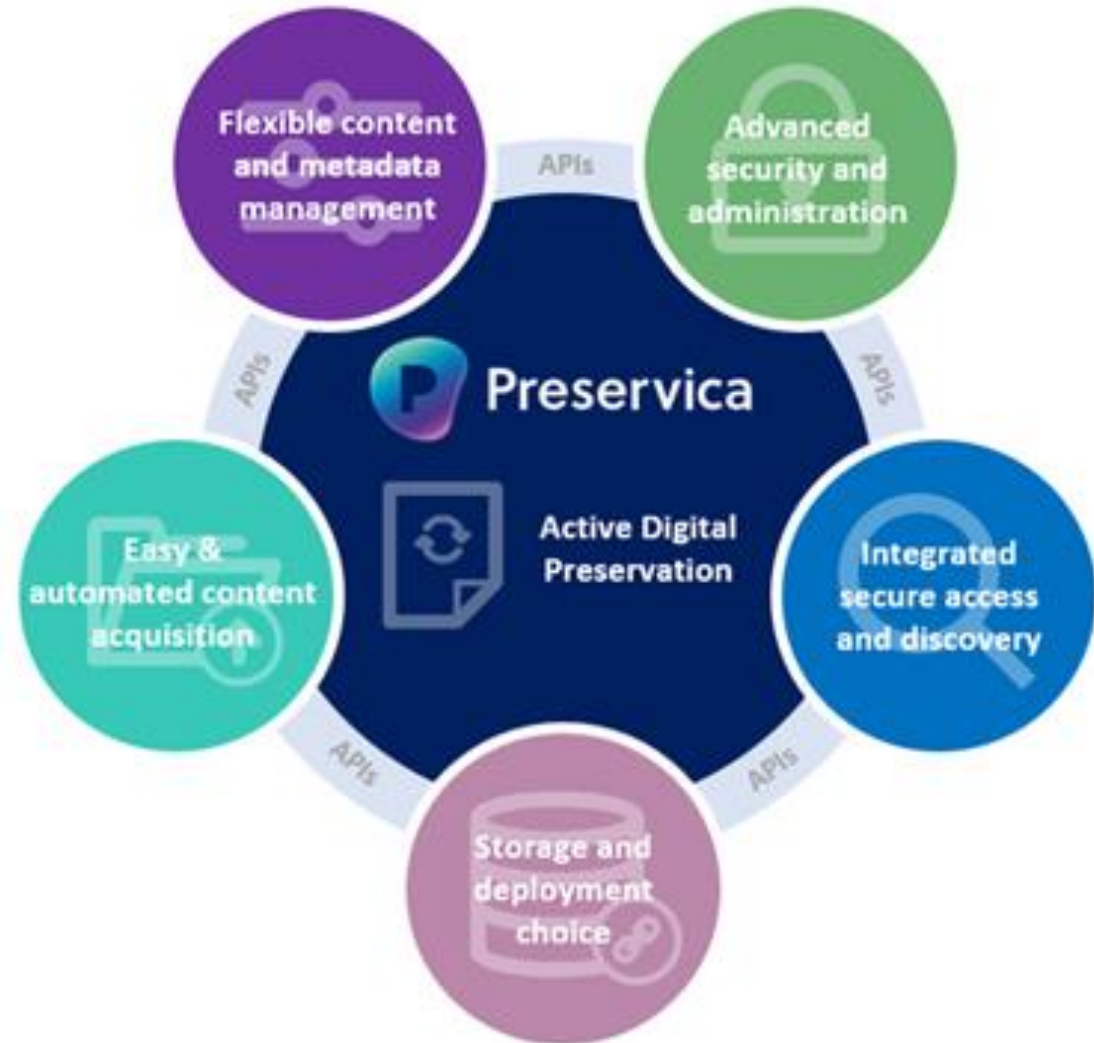 Flexible content
and metadata
management
APIs
Advanced
security and
administration
APIs
APIs
Preservica
Active Digital
Preservation
Easy &
automated content
acquisition
Integrated
secure access
and discovery
APIs
APIs
Storage and
deployment
choice